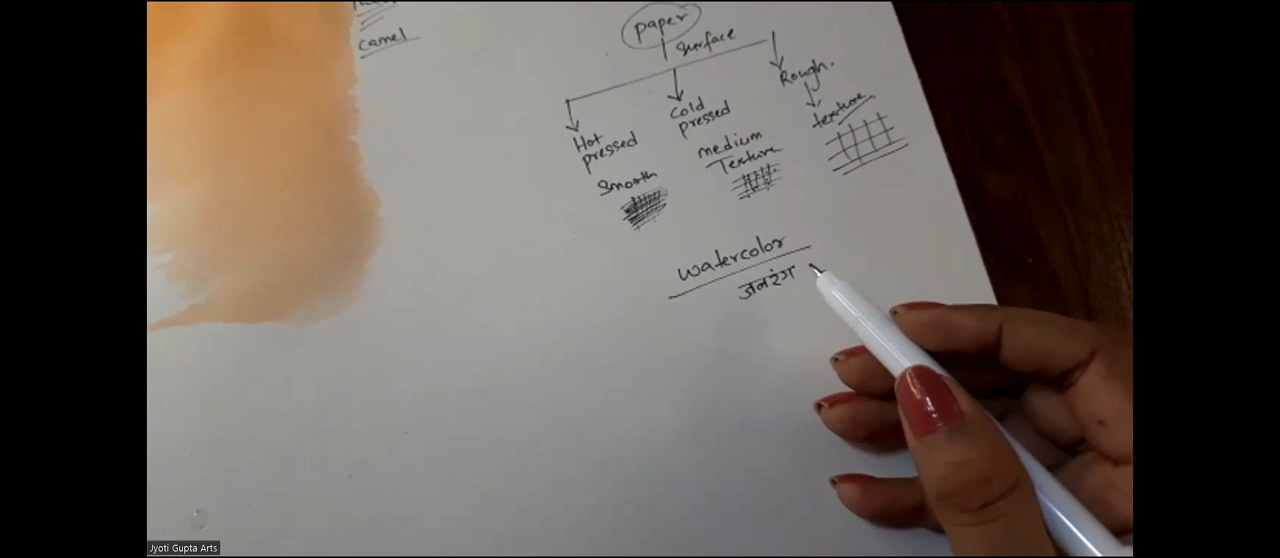 camel
paper
surface
Hot
pressed
smooth
Cold
pressed
medium
Texture
Rough.
texture
watercolor
जलरंग
Jyoti Gupta Arts